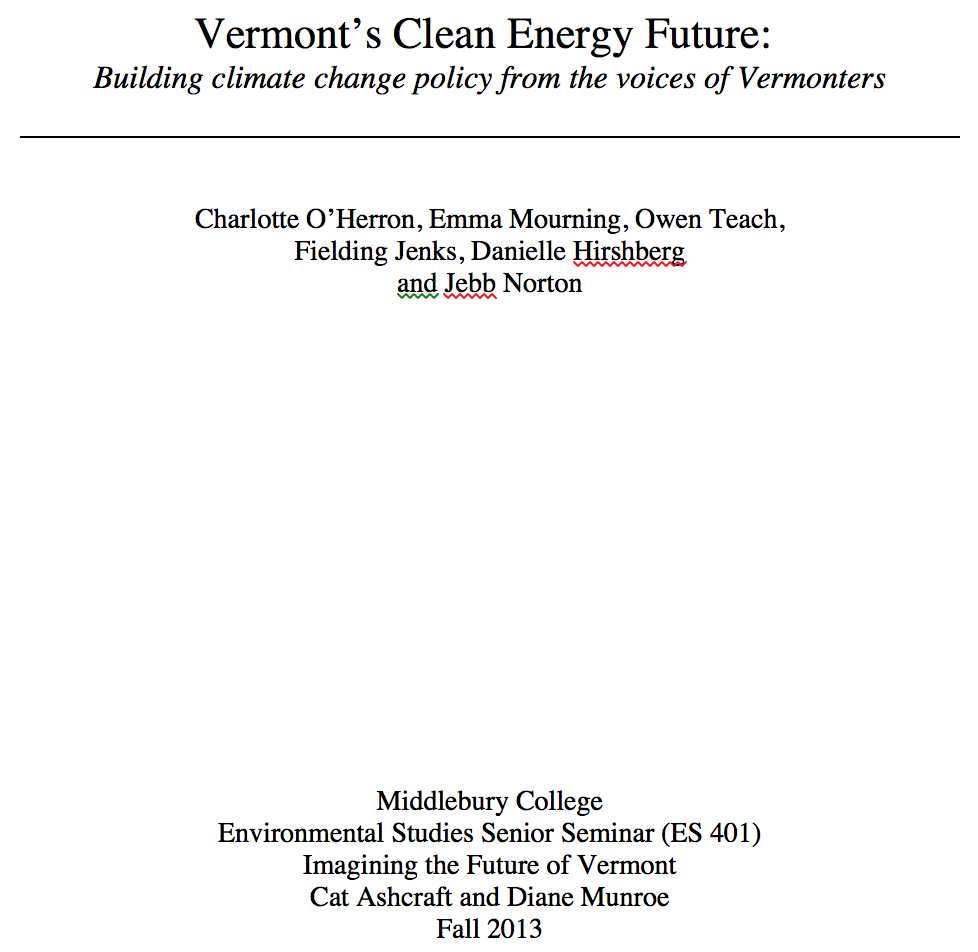 Vermont’s Clean Energy Future:
Building climate change policy from the voices of Vermonters
Charlotte O’Herron, Emma Mourning, Owen Teach,
Fielding Jenks, Danielle Hirshberg
and Jebb Norton
Middlebury College
Environmental Studies Senior Seminar (ES 401)
Imagining the Future of Vermont
Cat Ashcraft and Diane Munroe
Fall 2013